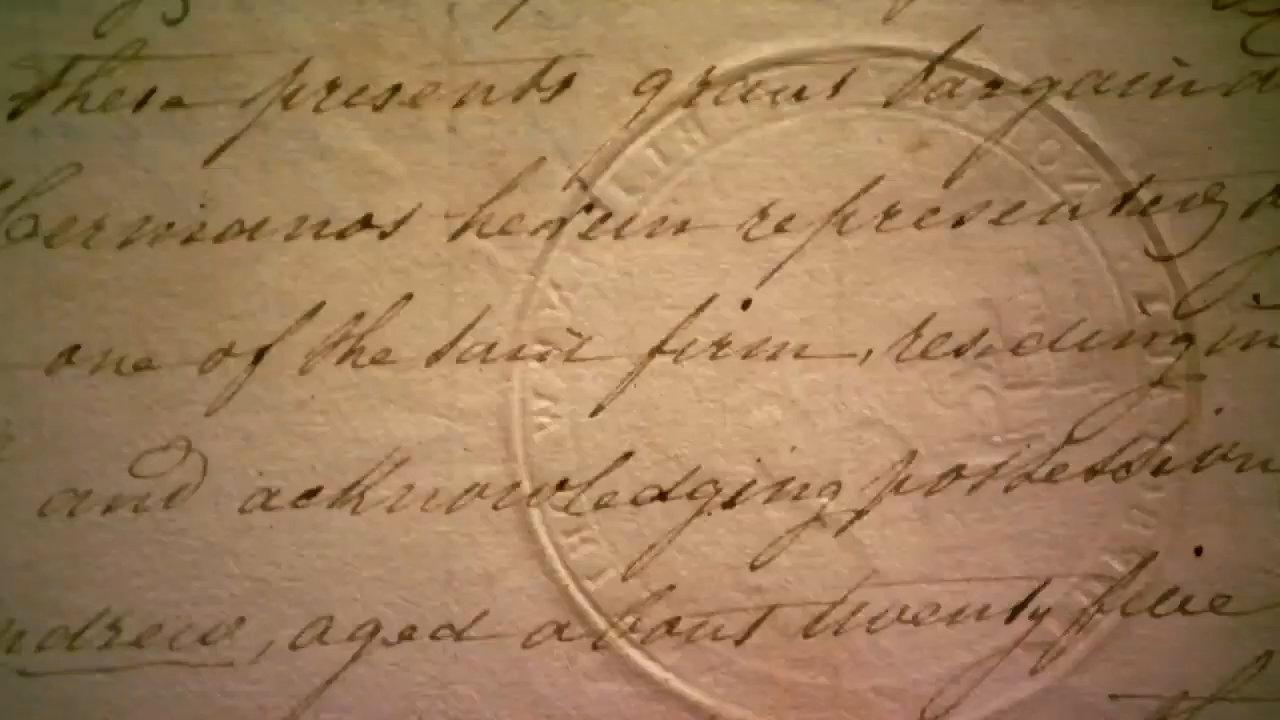 these presents grant bargain d
Hermanos herein representing
one of the said firm, residing in
and acknowledging possession
ndrew, aged about twenty five